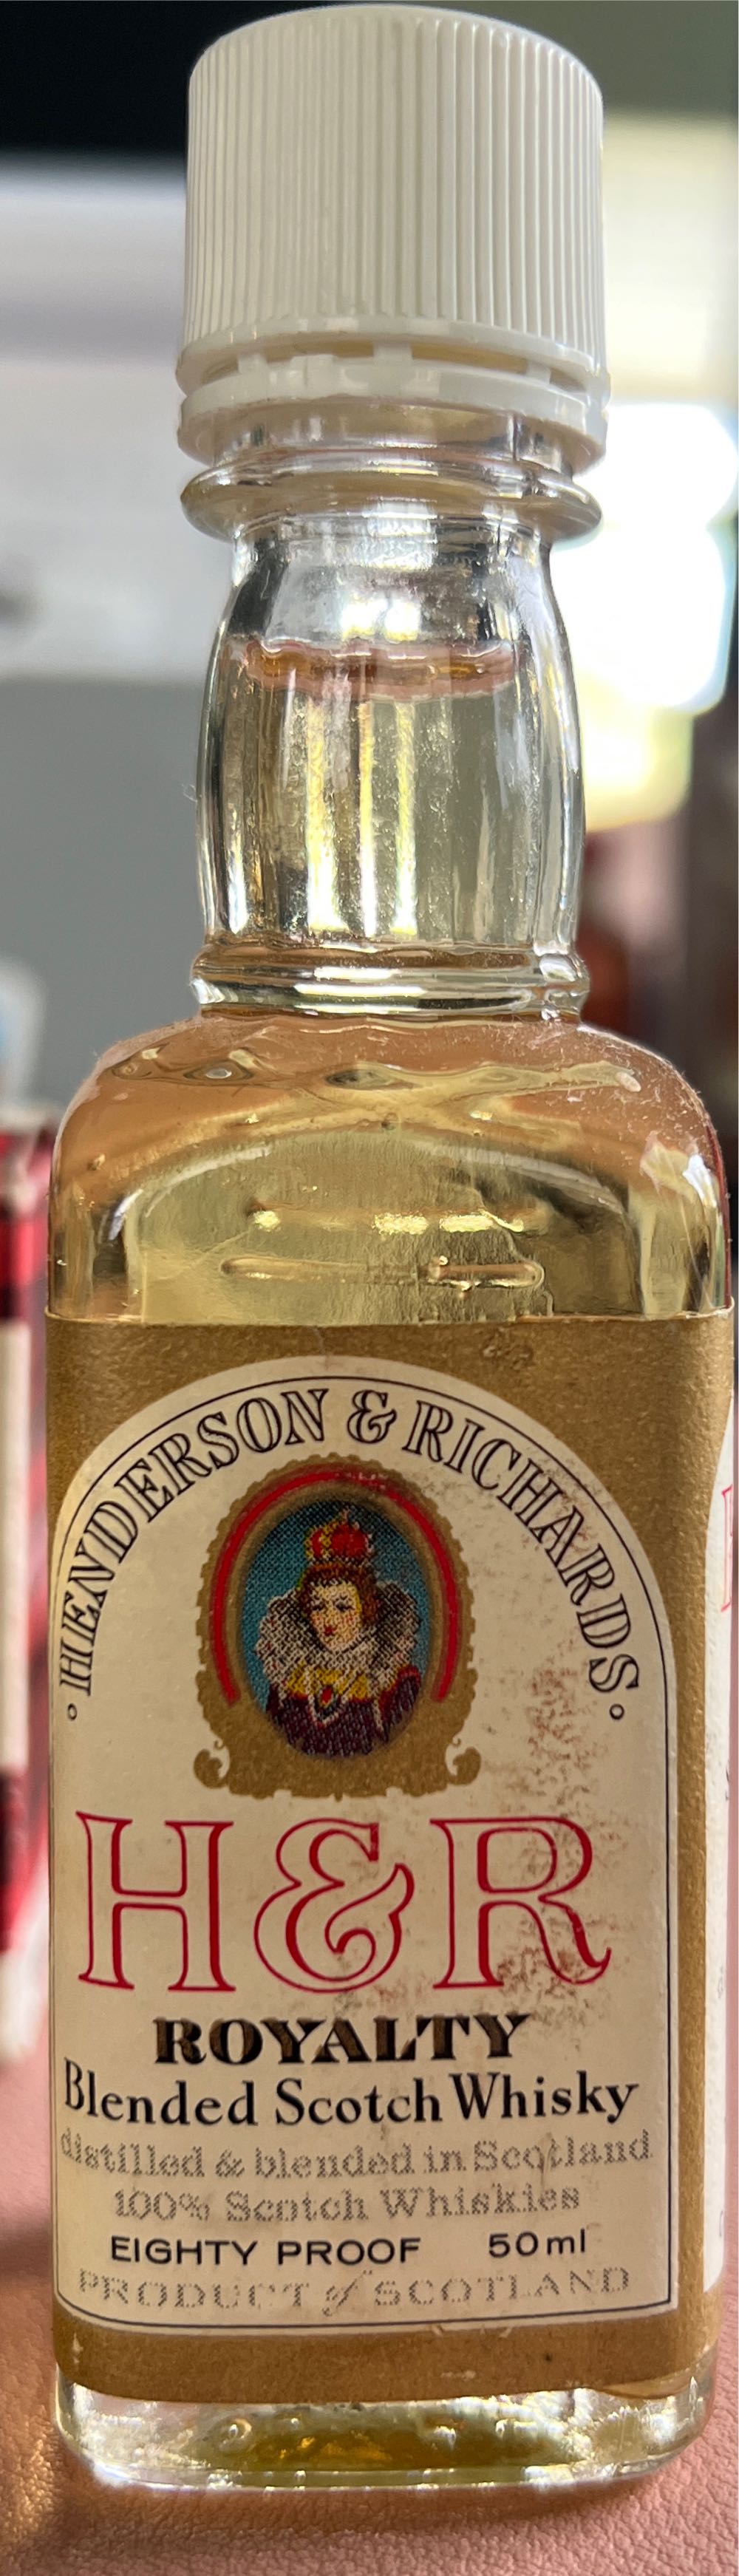 HENDERSON & RICHARDS
H&R
ROYALTY
Blended Scotch Whisky
distilled & blended in Scotland
100% Scotch Whiskies
EIGHTY PROOF 50ml
PRODUCT of SCOTLAND